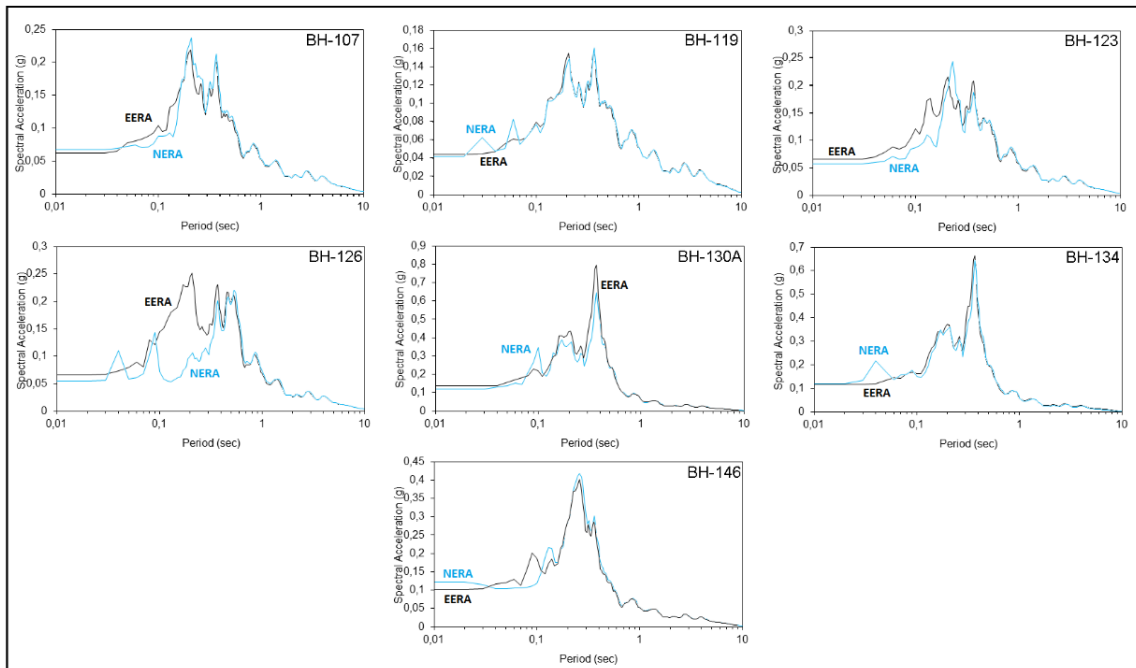 BH-107
Spectral Acceleration (g)
0,25
0,2
0,15
0,1
0,05
0
EERA
NERA
0,01 0,1 1 10
Period (sec)
BH-119
Spectral Acceleration (g)
0,18
0,16
0,14
0,12
0,1
0,08
0,06
0,04
0,02
0
NERA
EERA
0,01 0,1 1 10
Period (sec)
BH-123
Spectral Acceleration (g)
0,3
0,25
0,2
0,15
0,1
0,05
0
EERA
NERA
0,01 0,1 1 10
Period (sec)
BH-126
Spectral Acceleration (g)
0,3
0,25
0,2
0,15
0,1
0,05
0
EERA
NERA
0,01 0,1 1 10
Period (sec)
BH-130A
Spectral Acceleration (g)
0,9
0,8
0,7
0,6
0,5
0,4
0,3
0,2
0,1
0
EERA
NERA
0,01 0,1 1 10
Period (sec)
BH-134
Spectral Acceleration (g)
0,7
0,6
0,5
0,4
0,3
0,2
0,1
0
NERA
EERA
0,01 0,1 1 10
Period (sec)
BH-146
Spectral Acceleration (g)
0,45
0,4
0,35
0,3
0,25
0,2
0,15
0,1
0,05
0
NERA
EERA
0,01 0,1 1 10
Period (sec)